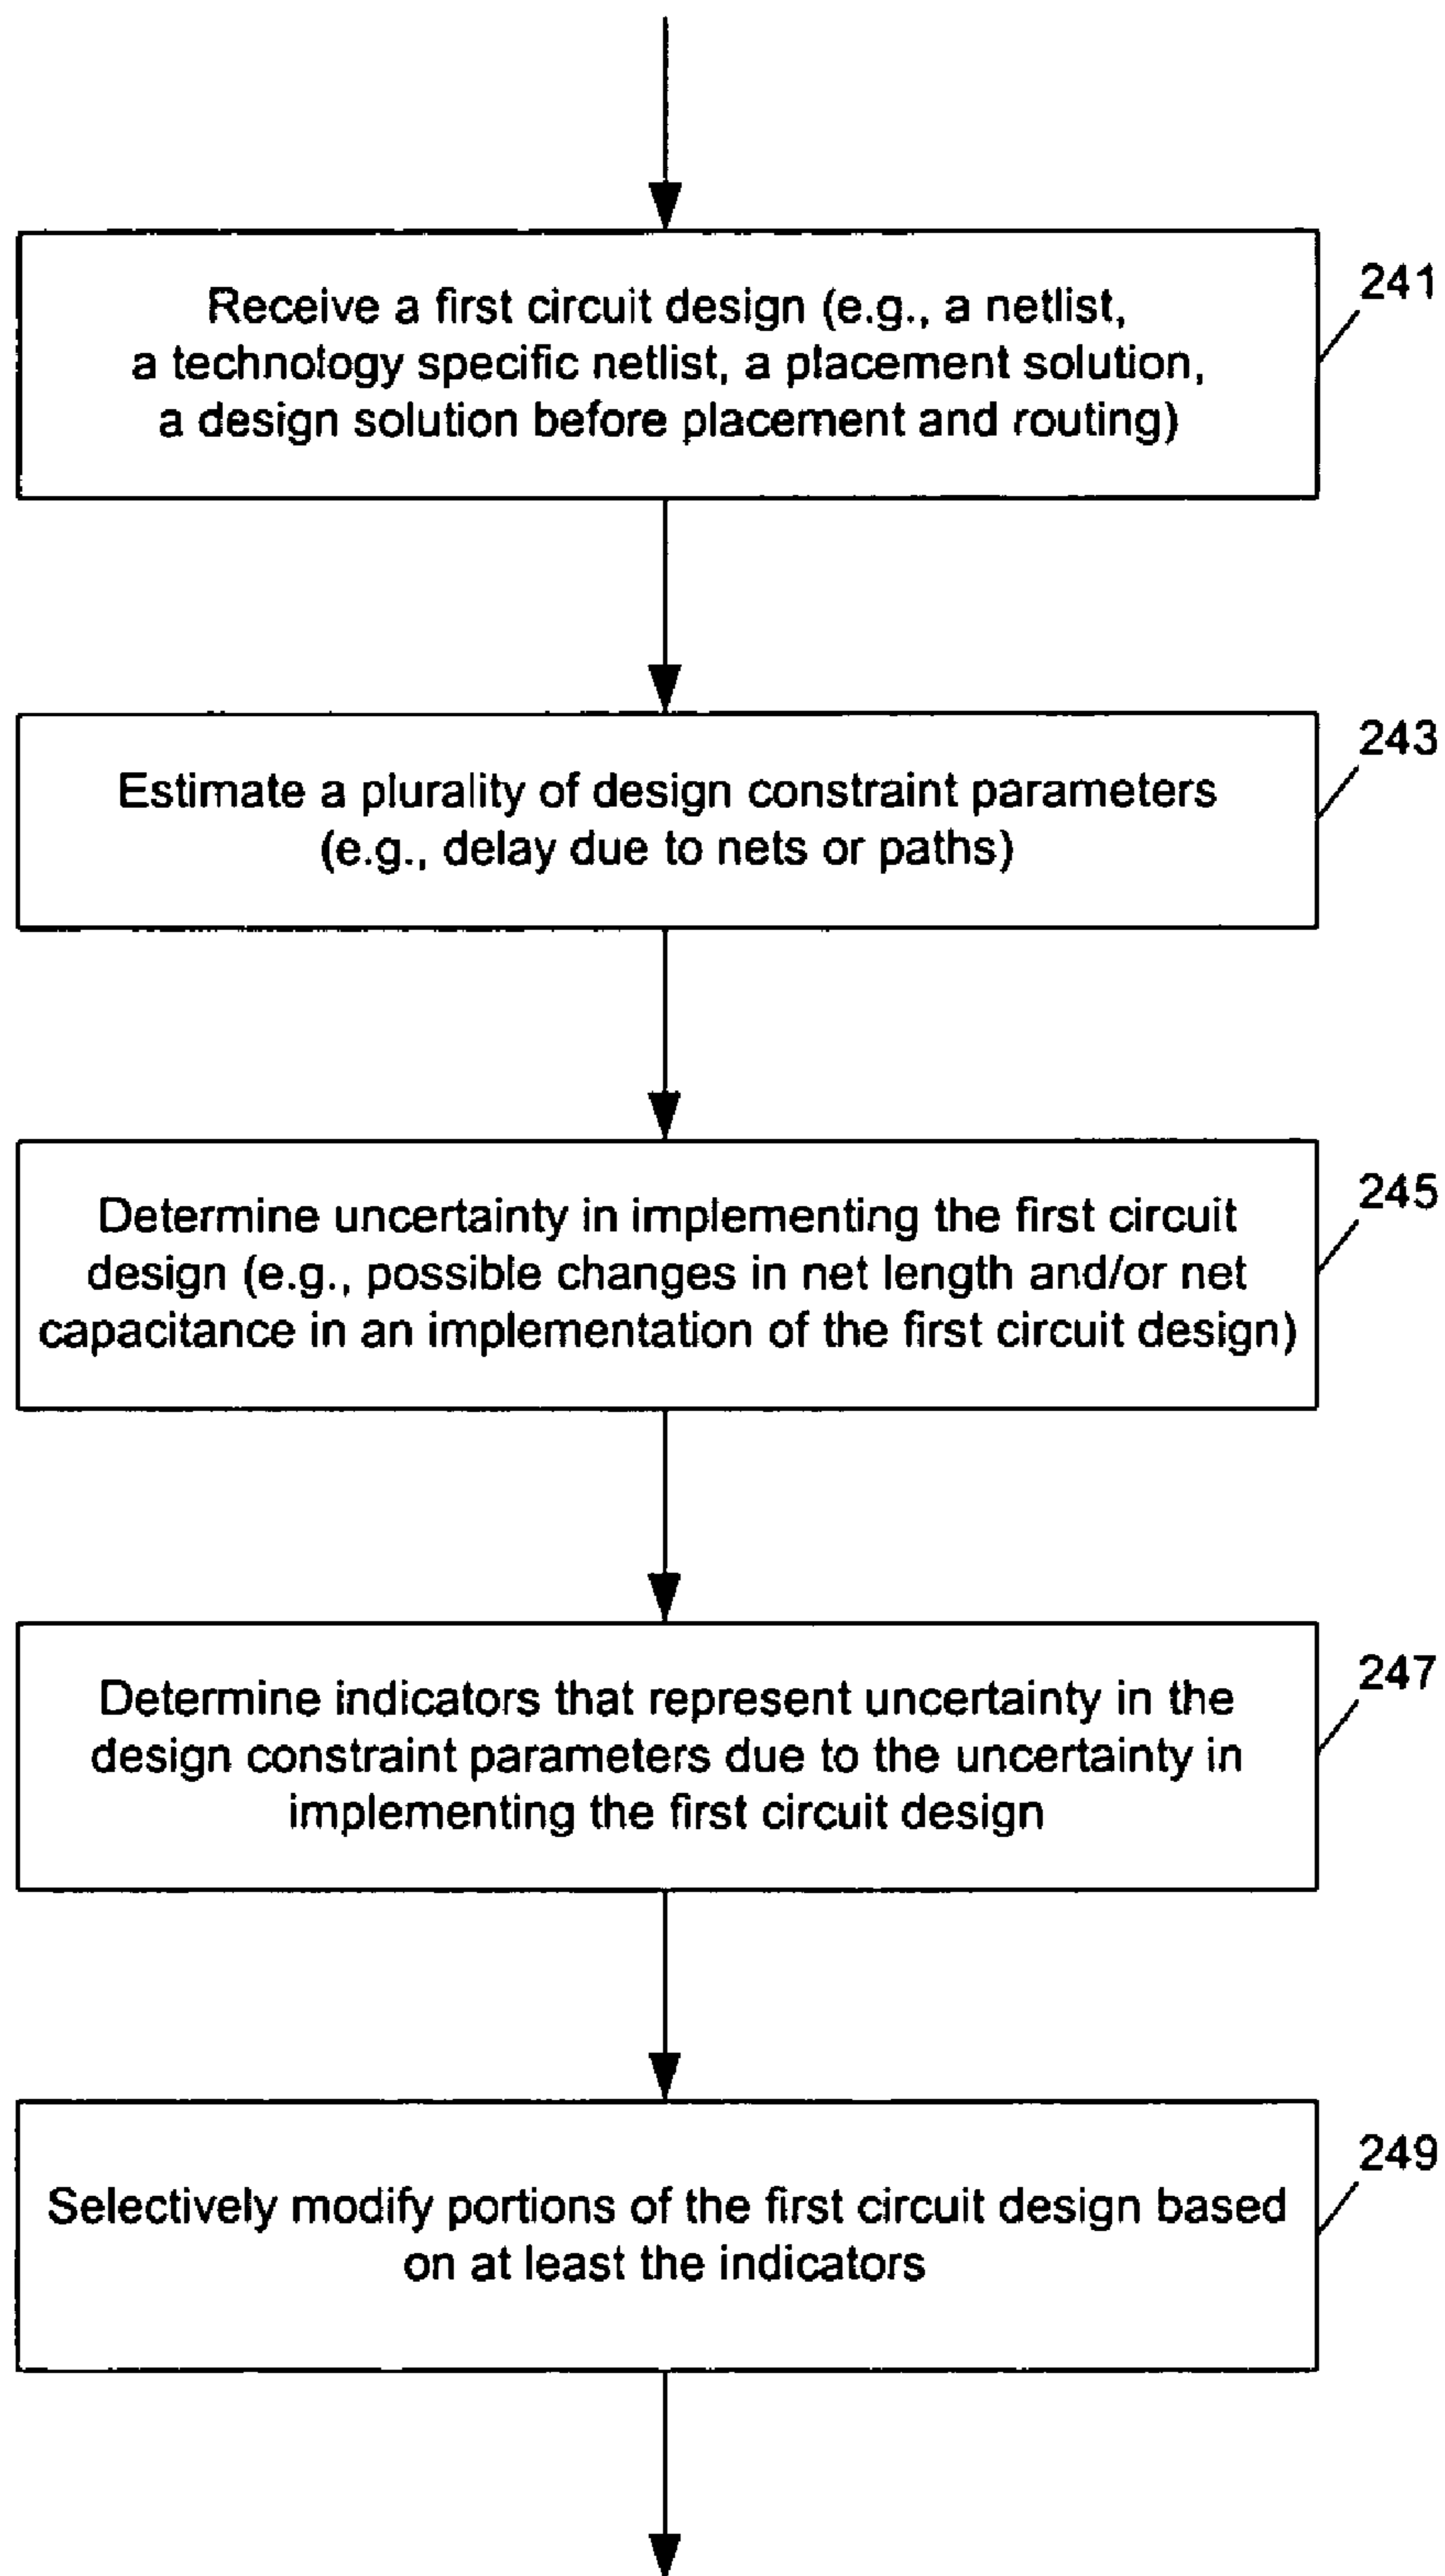 Receive a first circuit design (e.g., a netlist,
a technology specific netlist, a placement solution,
a design solution before placement and routing)
241
Estimate a plurality of design constraint parameters
(e.g., delay due to nets or paths)
243
Determine uncertainty in implementing the first circuit
design (e.g., possible changes in net length and/or net
capacitance in an implementation of the first circuit design)
245
Determine indicators that represent uncertainty in the
design constraint parameters due to the uncertainty in
implementing the first circuit design
247
Selectively modify portions of the first circuit design based
on at least the indicators
249